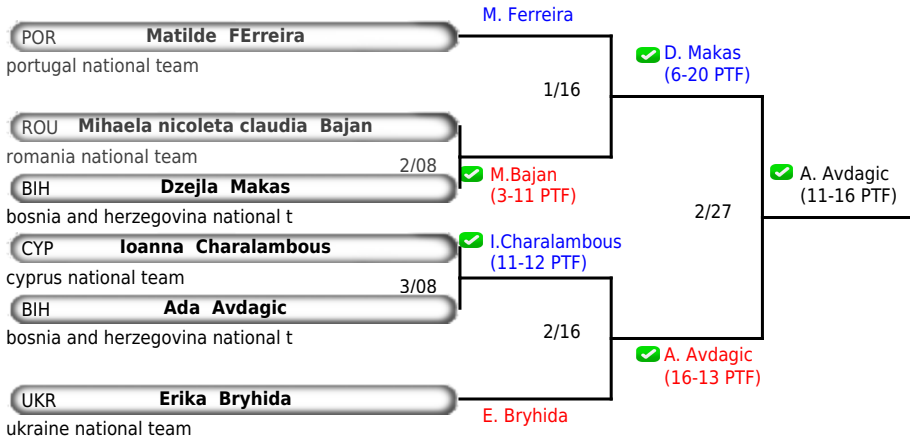 M. Ferreira
POR Matilde FErreira
portugal national team
D. Makas
(6-20 PTF)
1/16
ROU Mihaela nicoleta claudia Bajan
romania national team
2/08
M.Bajan
(3-11 PTF)
BIH Dzejla Makas
bosnia and herzegovina national t
A. Avdagic
(11-16 PTF)
2/27
CYP Ioanna Charalambous
cyprus national team
I.Charalambous
(11-12 PTF)
3/08
BIH Ada Avdagic
bosnia and herzegovina national t
2/16
A. Avdagic
(16-13 PTF)
UKR Erika Bryhida
ukraine national team
E. Bryhida